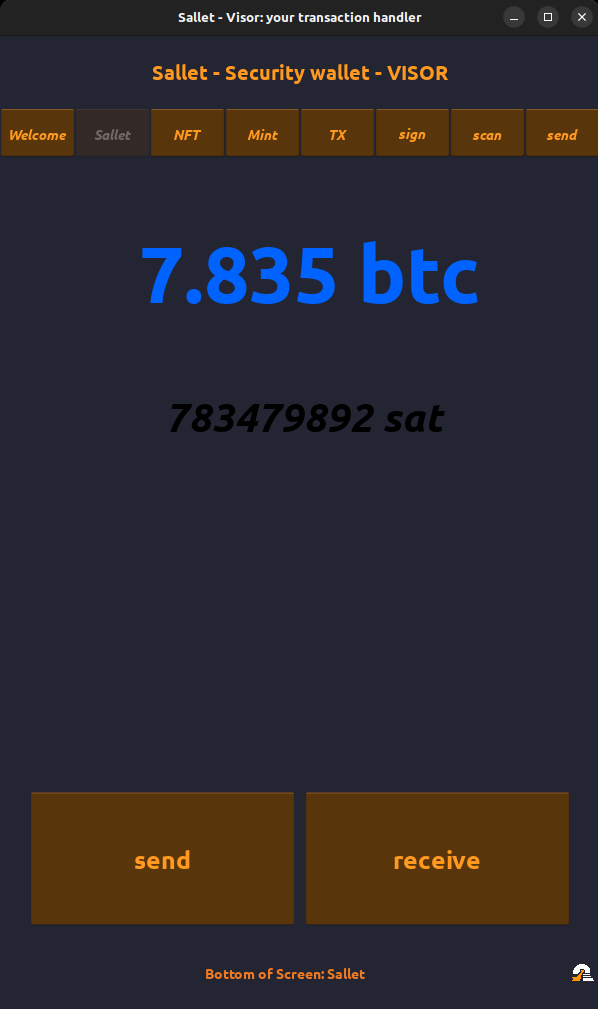 Sallet - Visor: your transaction handler
Sallet - Security wallet - VISOR
Welcome Sallet NFT Mint TX sign scan send
7.835 btc
783479892 sat
send receive
Bottom of Screen: Sallet